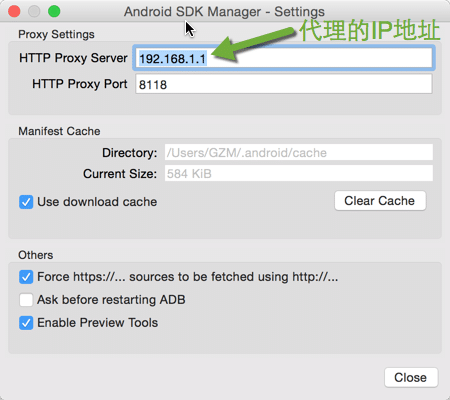 Android SDK Manager - Settings
Proxy Settings
代理的IP地址
HTTP Proxy Server 192.168.1.1
HTTP Proxy Port 8118
Manifest Cache
Directory: /Users/GZM/.android/cache
Current Size: 584 KiB
Use download cache Clear Cache
Others
Force https://... sources to be fetched using http://...
Ask before restarting ADB
Enable Preview Tools
Close